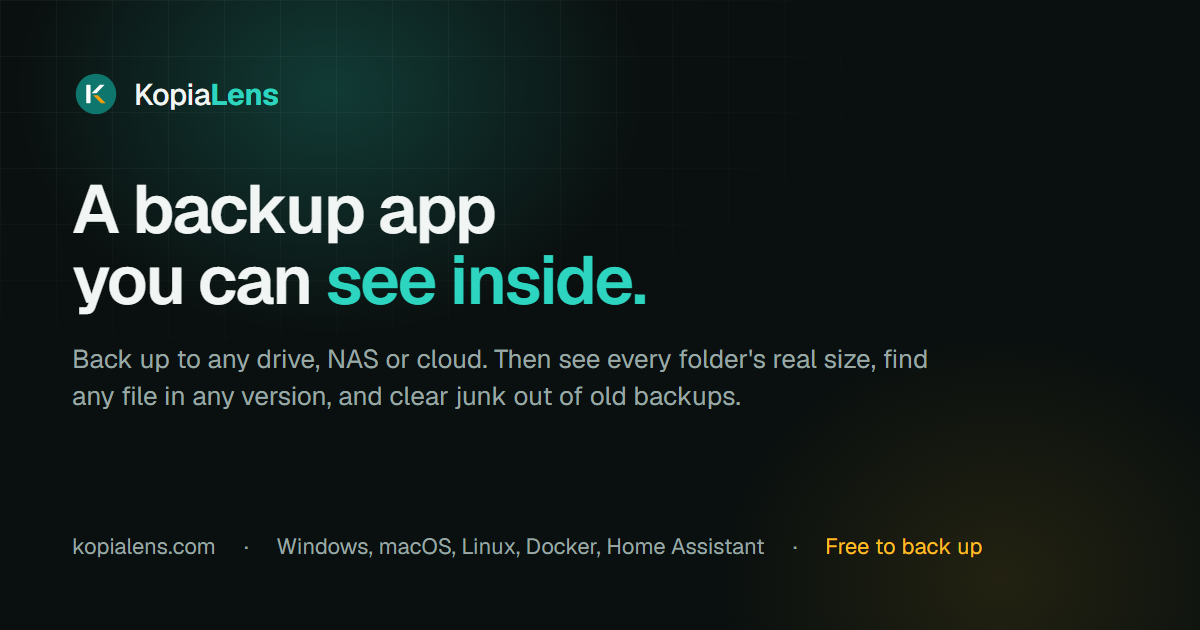 KopiaLens
A backup app
you can see inside.
Back up to any drive, NAS or cloud. Then see every folder's real size, find
any file in any version, and clear junk out of old backups.
kopialens.com · Windows, macOS, Linux, Docker, Home Assistant · Free to back up